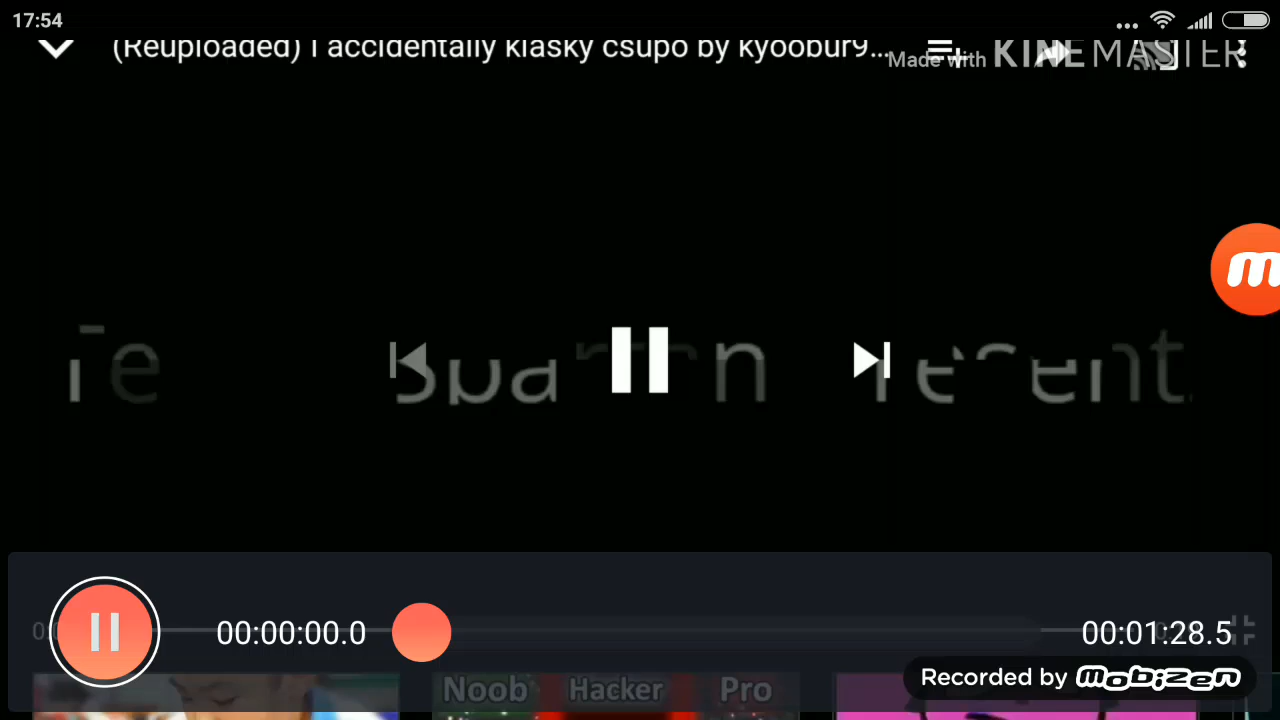 17:54
(Reuploaded) I accidentally klasky csupo by kyoobur9...
Made with KINEMASTER
00:00:00.0
00:01:28.5
Recorded by mobizen
Noob Hacker Pro